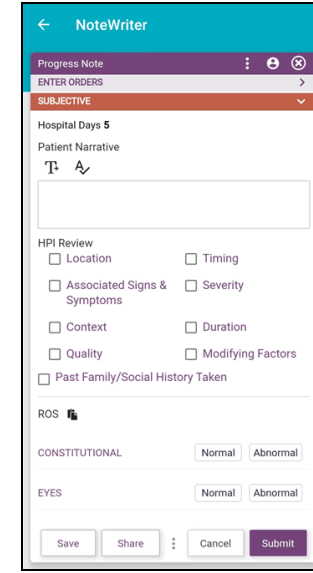 NoteWriter
Progress Note
ENTER ORDERS
SUBJECTIVE
Hospital Days 5
Patient Narrative
HPI Review
Location Timing
Associated Signs & Severity
Symptoms
Context Duration
Quality Modifying Factors
Past Family/Social History Taken
ROS
CONSTITUTIONAL Normal Abnormal
EYES Normal Abnormal
Save Share Cancel Submit